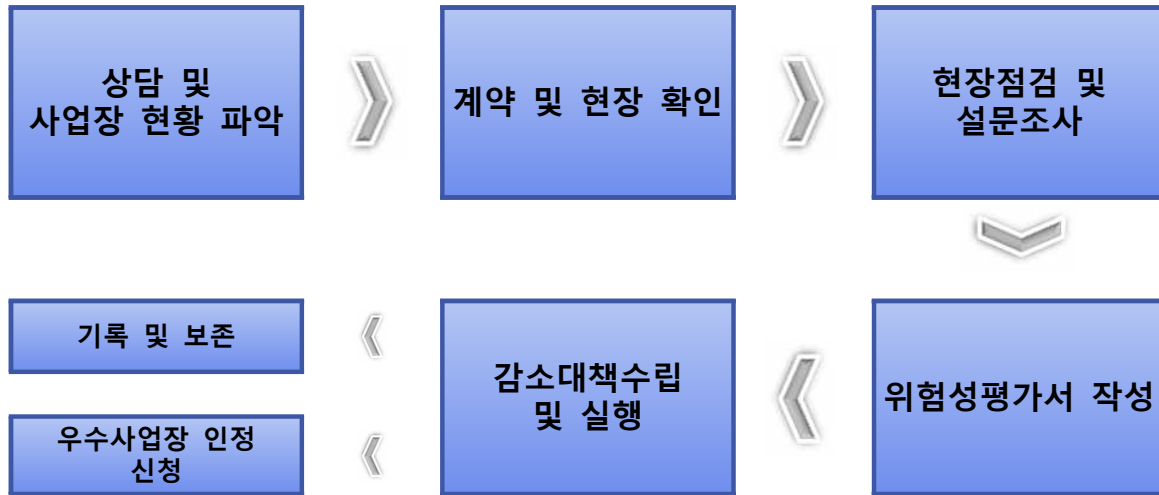 상담 및
사업장 현황 파악
계약 및 현장 확인
현장점검 및
설문조사
위험성평가서 작성
감소대책수립
및 실행
기록 및 보존
우수사업장 인정
신청